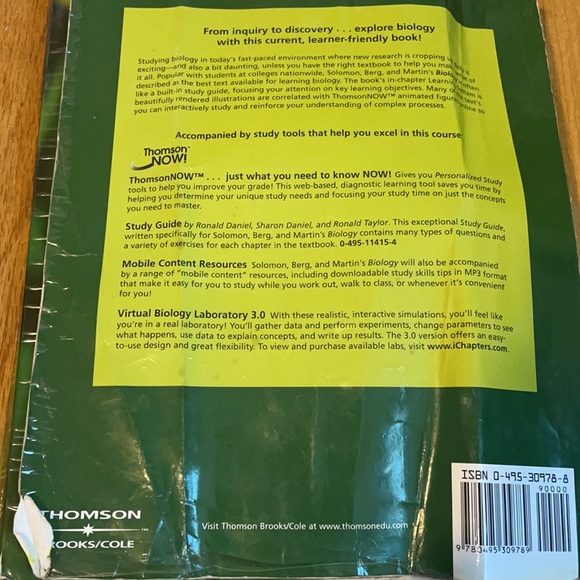 From inquiry to discovery . . . explore biology
with this current, learner-friendly book!
Studying biology in today's fast-paced environment where new research is cropping
exciting—and also a bit daunting, unless you have the right textbook to help you
it all. Popular with students at colleges nationwide, Solomon, Berg, and Martin's
described as the best text available for learning biology. The book's in-chapter
like a built-in study guide, focusing your attention on key learning objectives. Many
beautifully rendered illustrations are correlated with ThomsonNOW™ animated
you can interactively study and reinforce your understanding of complex processes.
Accompanied by study tools that help you excel in this course
Thomson™
NOW!
ThomsonNOW™ . . . just what you need to know NOW! Gives you Personalized Study
tools to help you improve your grade! This web-based, diagnostic learning tool saves you time by
helping you determine your unique study needs and focusing your study time on just the concepts
you need to master.
Study Guide by Ronald Daniel, Sharon Daniel, and Ronald Taylor. This exceptional Study Guide,
written specifically for Solomon, Berg, and Martin's Biology contains many types of questions and
a variety of exercises for each chapter in the textbook. 0-495-11415-4
Mobile Content Resources Solomon, Berg, and Martin's Biology will also be accompanied
by a range of "mobile content" resources, including downloadable study skills tips in MP3 format
that make it easy for you to study while you work out, walk to class, or whenever it's convenient
for you!
Virtual Biology Laboratory 3.0 With these realistic, interactive simulations, you'll feel like
you're in a real laboratory! You'll gather data and perform experiments, change parameters to see
what happens, use data to explain concepts, and write up results. The 3.0 version offers an easy-
to-use design and great flexibility. To view and purchase available labs, visit www.iChapters.com.
ISBN 0-495-30978-8
90000
9 780495 309789
THOMSON
™
BROOKS/COLE
Visit Thomson Brooks/Cole at www.thomsonedu.com